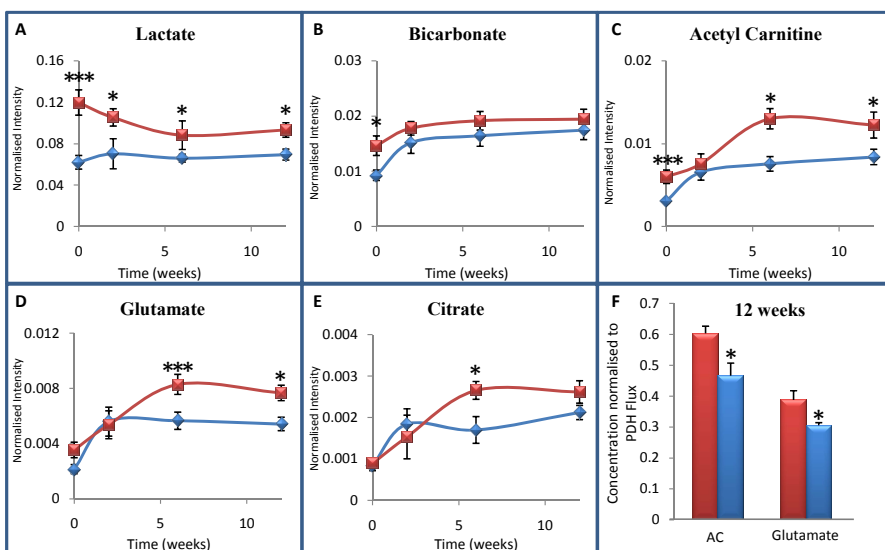 A
Lactate
***
*
*
*
0.16
0.12
0.08
0.04
0
Normalised Intensity
0 5 10
Time (weeks)
B
Bicarbonate
*
0.03
0.02
0.01
0
Normalised Intensity
0 5 10
Time (weeks)
C
Acetyl Carnitine
***
*
*
0.02
0.01
0
Normalised Intensity
0 5 10
Time (weeks)
D
Glutamate
***
*
0.012
0.008
0.004
0
Normalised Intensity
0 5 10
Time (weeks)
E
Citrate
*
0.004
0.003
0.002
0.001
0
Normalised Intensity
0 5 10
Time (weeks)
F
12 weeks
*
*
0.7
0.6
0.5
0.4
0.3
0.2
0.1
0
Concentration normalised to
PDH Flux
AC Glutamate